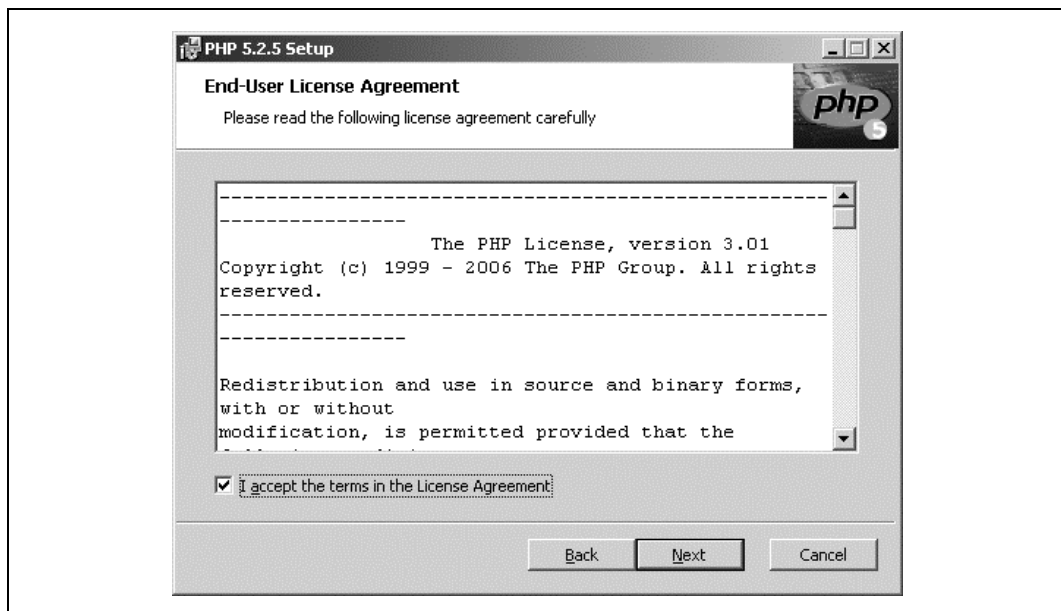 PHP 5.2.5 Setup
End-User License Agreement
Please read the following license agreement carefully
php
5
-----------------------------------------------------
----------------
The PHP License, version 3.01
Copyright (c) 1999 - 2006 The PHP Group. All rights
reserved.
-----------------------------------------------------
----------------
Redistribution and use in source and binary forms,
with or without
modification, is permitted provided that the
I accept the terms in the License Agreement
Back
Next
Cancel